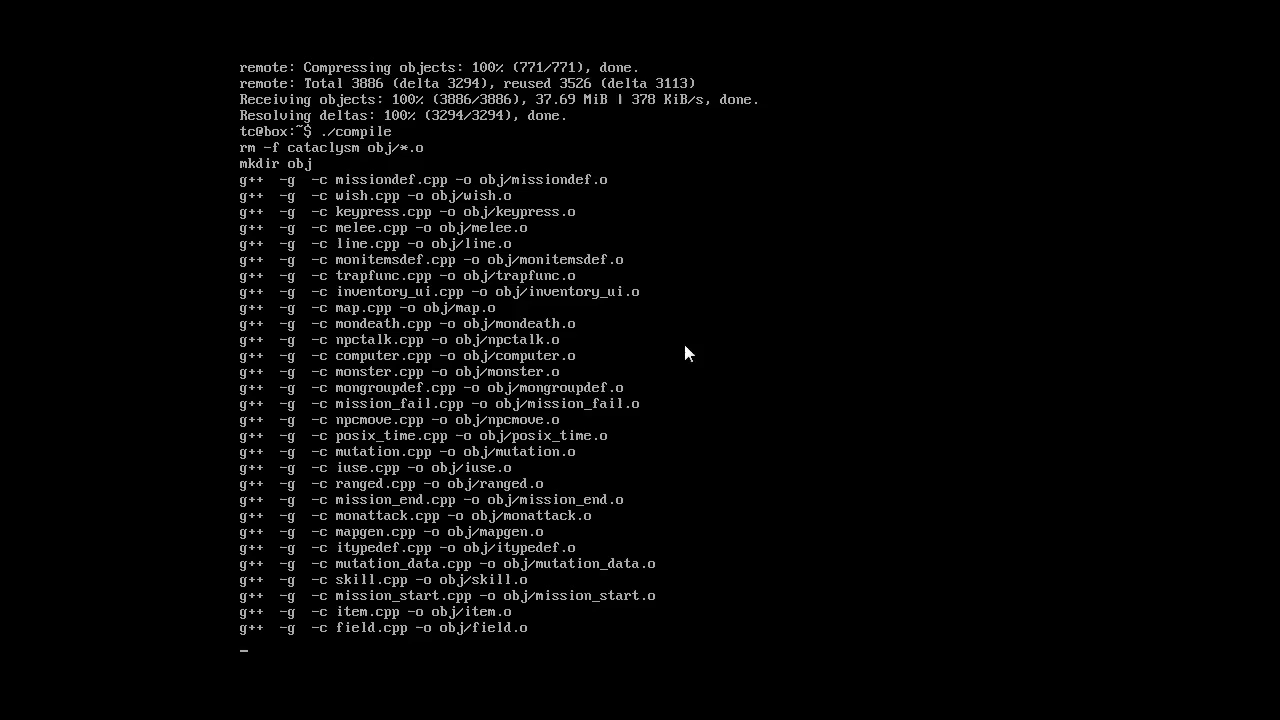 remote: Compressing objects: 100% (771/771), done.
remote: Total 3886 (delta 3294), reused 3526 (delta 3113)
Receiving objects: 100% (3886/3886), 37.69 MiB | 378 KiB/s, done.
Resolving deltas: 100% (3294/3294), done.
tc@box:~$ ./compile
rm -f cataclysm obj/*.o
mkdir obj
g++  -g  -c missiondef.cpp -o obj/missiondef.o
g++  -g  -c wish.cpp -o obj/wish.o
g++  -g  -c keypress.cpp -o obj/keypress.o
g++  -g  -c melee.cpp -o obj/melee.o
g++  -g  -c line.cpp -o obj/line.o
g++  -g  -c monitemsdef.cpp -o obj/monitemsdef.o
g++  -g  -c trapfunc.cpp -o obj/trapfunc.o
g++  -g  -c inventory_ui.cpp -o obj/inventory_ui.o
g++  -g  -c map.cpp -o obj/map.o
g++  -g  -c mondeath.cpp -o obj/mondeath.o
g++  -g  -c npctalk.cpp -o obj/npctalk.o
g++  -g  -c computer.cpp -o obj/computer.o
g++  -g  -c monster.cpp -o obj/monster.o
g++  -g  -c mongroupdef.cpp -o obj/mongroupdef.o
g++  -g  -c mission_fail.cpp -o obj/mission_fail.o
g++  -g  -c npcmove.cpp -o obj/npcmove.o
g++  -g  -c posix_time.cpp -o obj/posix_time.o
g++  -g  -c mutation.cpp -o obj/mutation.o
g++  -g  -c iuse.cpp -o obj/iuse.o
g++  -g  -c ranged.cpp -o obj/ranged.o
g++  -g  -c mission_end.cpp -o obj/mission_end.o
g++  -g  -c monattack.cpp -o obj/monattack.o
g++  -g  -c mapgen.cpp -o obj/mapgen.o
g++  -g  -c itypedef.cpp -o obj/itypedef.o
g++  -g  -c mutation_data.cpp -o obj/mutation_data.o
g++  -g  -c skill.cpp -o obj/skill.o
g++  -g  -c mission_start.cpp -o obj/mission_start.o
g++  -g  -c item.cpp -o obj/item.o
g++  -g  -c field.cpp -o obj/field.o